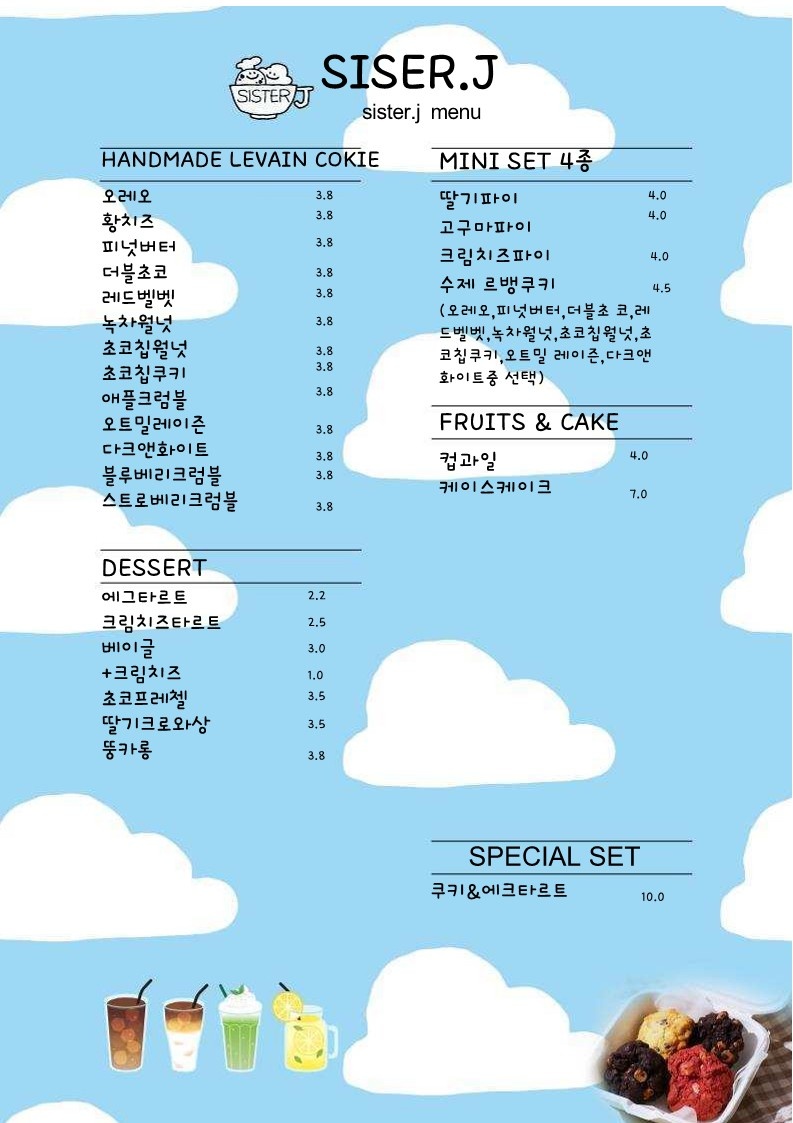 SISTER J
SISER.J
sister.j menu
HANDMADE LEVAIN COKIE
오레오 3.8
황치즈 3.8
피넛버터 3.8
더블초코 3.8
레드벨벳 3.8
녹차월넛 3.8
초코칩월넛 3.8
초코칩쿠키 3.8
애플크럼블 3.8
오트밀레이즌 3.8
다크앤화이트 3.8
블루베리크럼블 3.8
스트로베리크럼블 3.8
DESSERT
에그타르트 2.2
크림치즈타르트 2.5
베이글 3.0
+크림치즈 1.0
초코프레첼 3.5
딸기크로와상 3.5
뚱카롱 3.8
MINI SET 4종
딸기파이 4.0
고구마파이 4.0
크림치즈파이 4.0
수제 르뱅쿠키 4.5
(오레오,피넛버터,더블초 코,레
드벨벳,녹차월넛,초코칩월넛,초
코칩쿠키,오트밀 레이즌,다크앤
화이트중 선택)
FRUITS & CAKE
컵과일 4.0
케이스케이크 7.0
SPECIAL SET
쿠키&에크타르트 10.0